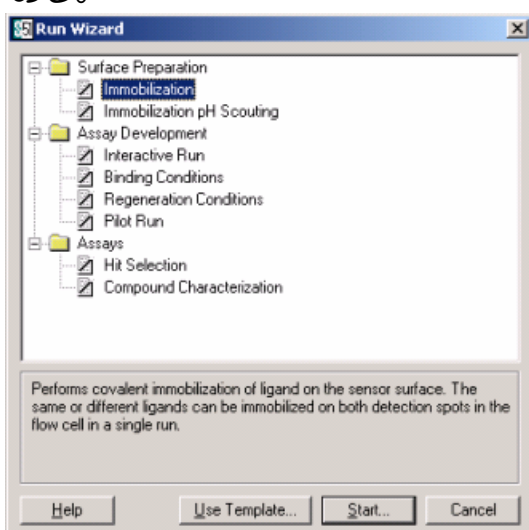 Run Wizard
Surface Preparation
Immobilization
Immobilization pH Scouting
Assay Development
Interactive Run
Binding Conditions
Regeneration Conditions
Pilot Run
Assays
Hit Selection
Compound Characterization
Performs covalent immobilization of ligand on the sensor surface. The
same or different ligands can be immobilized on both detection spots in the
flow cell in a single run.
Help Use Template... Start... Cancel